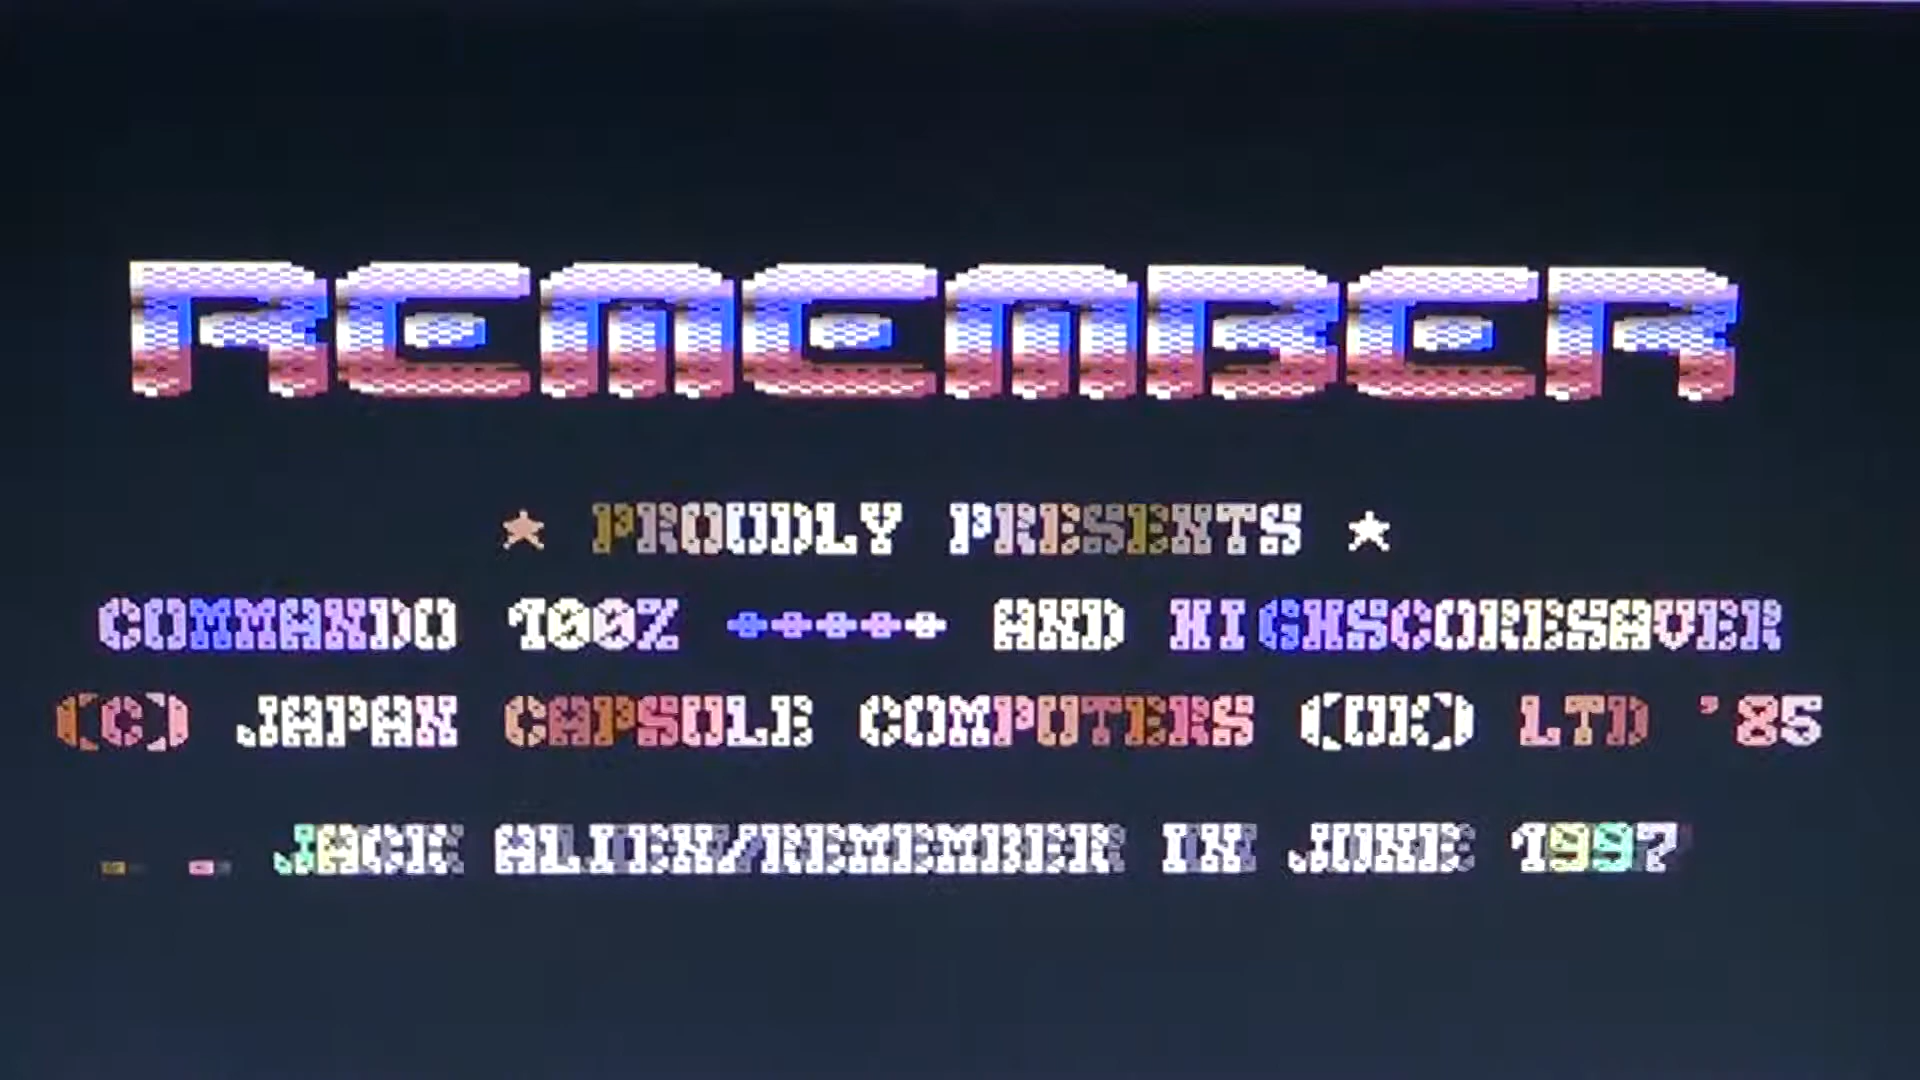 REMEMBER
★ PROUDLY PRESENTS ★
COMMANDO 100% +++++ AND HIGHSCORESAVER
(C) JAPAN CAPSULE COMPUTERS (UK) LTD '85
- - JACK ALIEN/REMEMBER IN JUNE 1997